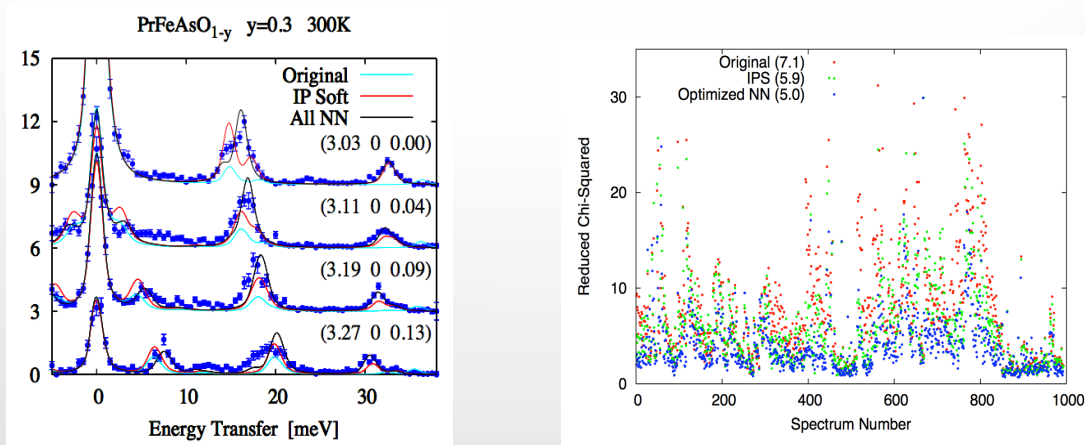 PrFeAsO1-y y=0.3 300K
15
12
9
6
3
0
Original
IP Soft
All NN
(3.03 0 0.00)
(3.11 0 0.04)
(3.19 0 0.09)
(3.27 0 0.13)
0 10 20 30
Energy Transfer [meV]
Reduced Chi-Squared
30
20
10
0
Original (7.1)
IPS (5.9)
Optimized NN (5.0)
0 200 400 600 800 1000
Spectrum Number